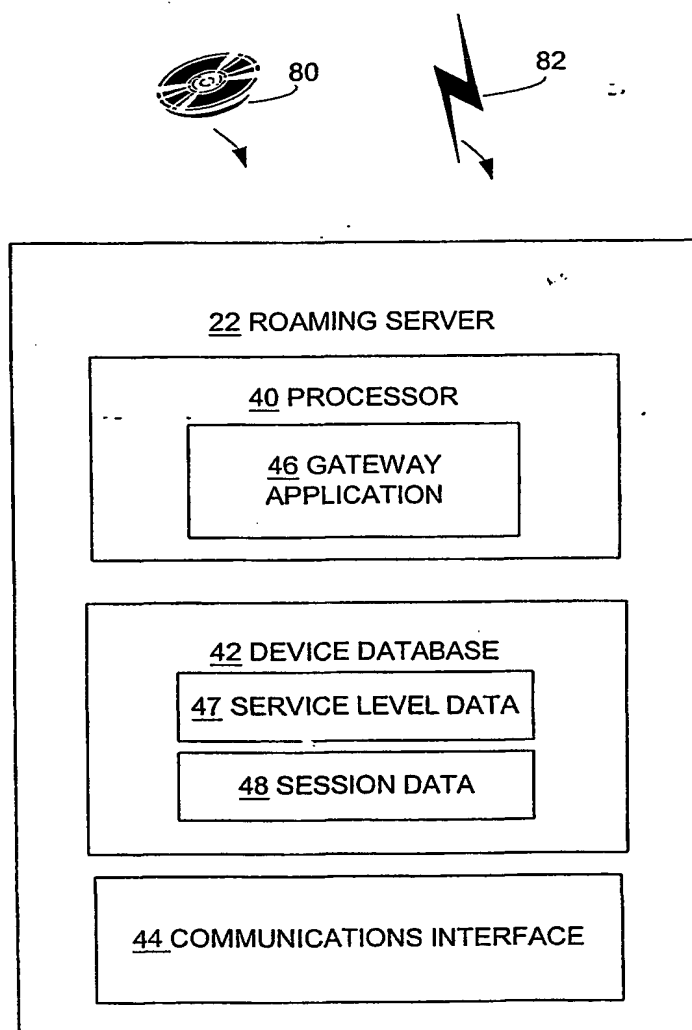 80
82
22 ROAMING SERVER
40 PROCESSOR
46 GATEWAY
APPLICATION
42 DEVICE DATABASE
47 SERVICE LEVEL DATA
48 SESSION DATA
44 COMMUNICATIONS INTERFACE